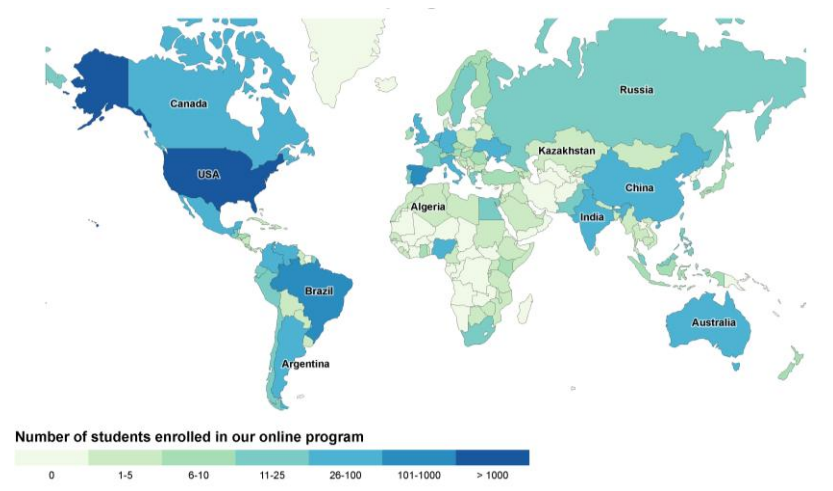 Canada
Russia
Kazakhstan
USA
China
Algeria
India
Brazil
Australia
Argentina
Number of students enrolled in our online program
0 1-5 6-10 11-25 26-100 101-1000 > 1000